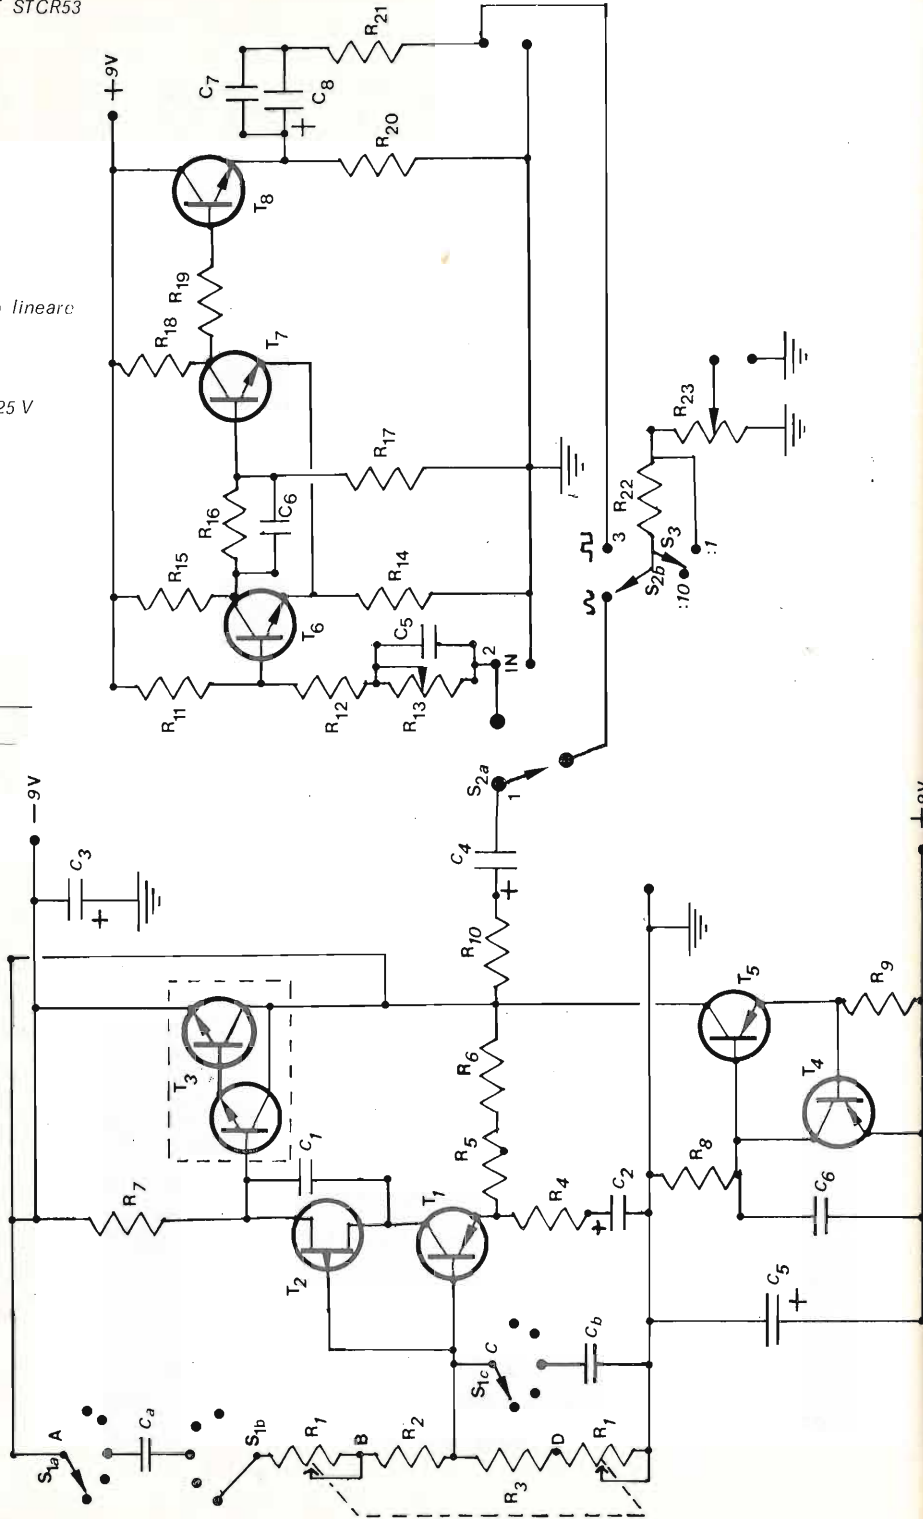 STCR53
lineare
25 V
+9V
C7
C8
+
R21
R20
T8
R19
R18
T7
R17
R16
C6
R15
R14
T6
C5
R11
R12
R13
2
IN
S2a
1
3
R22
R23
S3
S2b
:10
:1
−9V
C3
+
C4
+
R10
T3
R6
R5
C1
R7
T2
T1
R4
+
C2
R8
T5
T4
R9
C6
C5
+
+9V
S1a
A
Ca
S1b
R1
B
R2
R3
D
R1
S1c
C
Cb